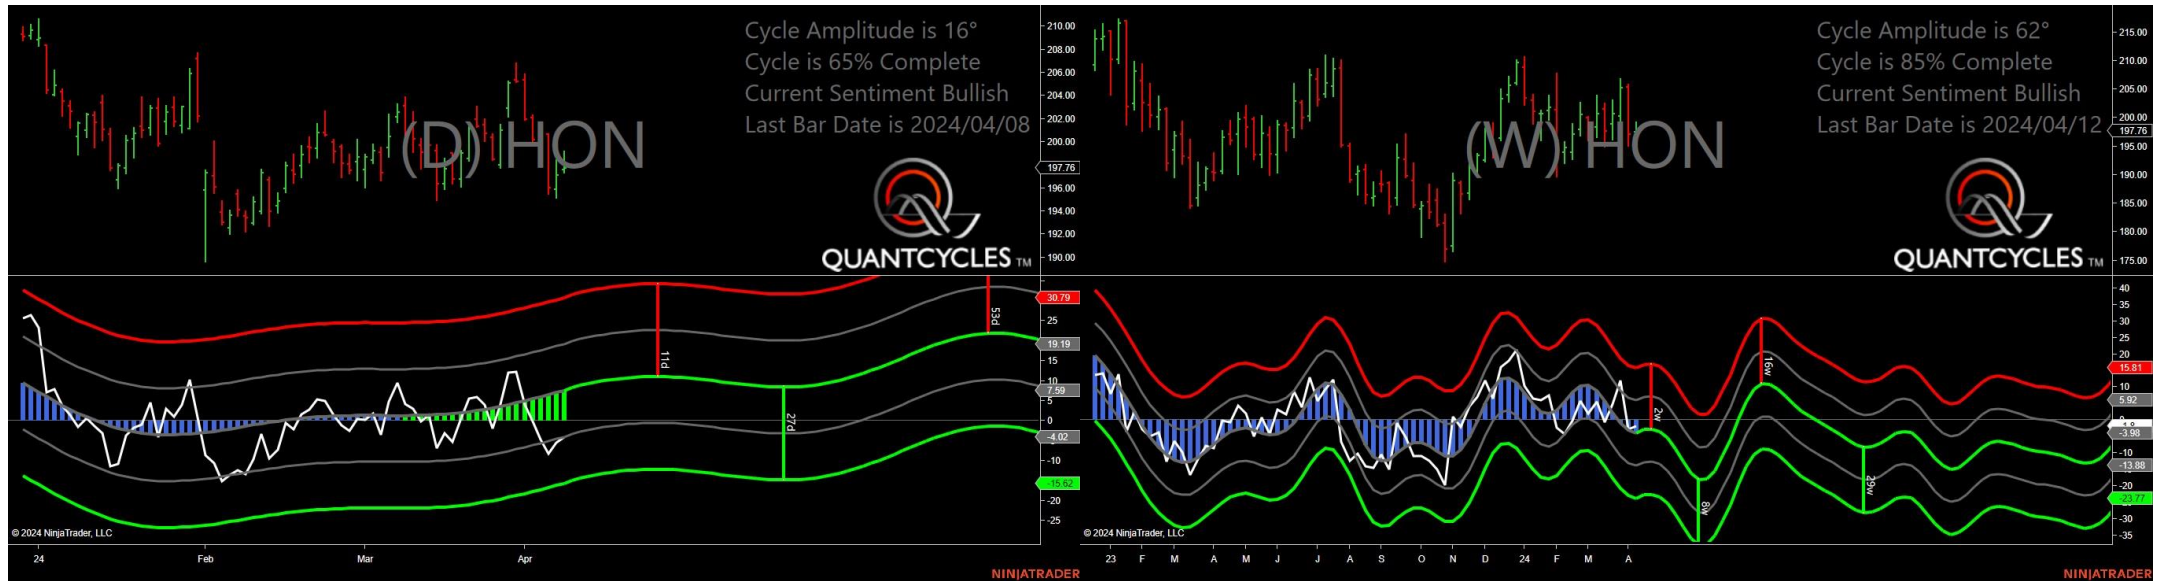 Cycle Amplitude is 16°
Cycle is 65% Complete
Current Sentiment Bullish
Last Bar Date is 2024/04/08
(D) HON
QUANTCYCLES TM
210.00
208.00
206.00
204.00
202.00
200.00
197.76
196.00
194.00
192.00
190.00
11d
27d
53d
30.79
25
19.19
15
10
7.59
5
0
-4.02
-10
-15.62
-20
-25
© 2024 NinjaTrader, LLC
24 Feb Mar Apr
NINJATRADER
Cycle Amplitude is 62°
Cycle is 85% Complete
Current Sentiment Bullish
Last Bar Date is 2024/04/12
(W) HON
QUANTCYCLES TM
215.00
210.00
205.00
200.00
197.76
195.00
190.00
185.00
180.00
175.00
2w
8w
16w
29w
40
35
30
25
20
15.81
10
5.92
0
-3.98
-10
-13.88
-20
-23.77
-30
-35
© 2024 NinjaTrader, LLC
23 F M A M J J A S O N D 24 F M A
NINJATRADER